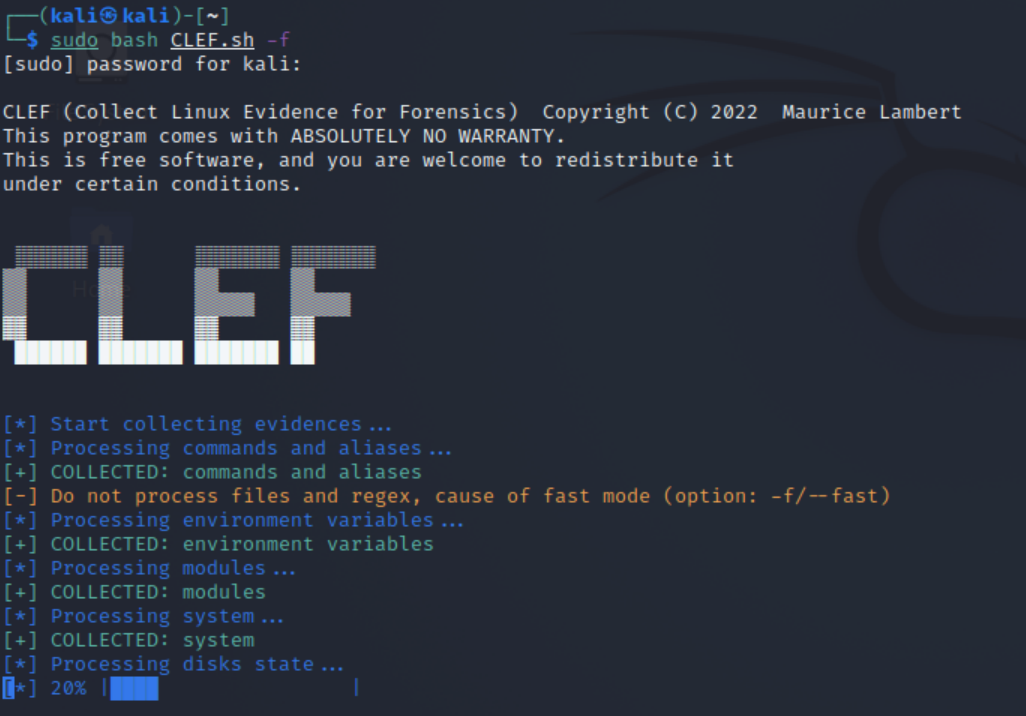 ┌──(kali㉿kali)-[~]
└─$ sudo bash CLEF.sh -f
[sudo] password for kali:
CLEF (Collect Linux Evidence for Forensics)  Copyright (C) 2022  Maurice Lambert
This program comes with ABSOLUTELY NO WARRANTY.
This is free software, and you are welcome to redistribute it
under certain conditions.
CLEF
[*] Start collecting evidences...
[*] Processing commands and aliases...
[+] COLLECTED: commands and aliases
[-] Do not process files and regex, cause of fast mode (option: -f/--fast)
[*] Processing environment variables...
[+] COLLECTED: environment variables
[*] Processing modules...
[+] COLLECTED: modules
[*] Processing system...
[+] COLLECTED: system
[*] Processing disks state...
[*] 20% |████                |